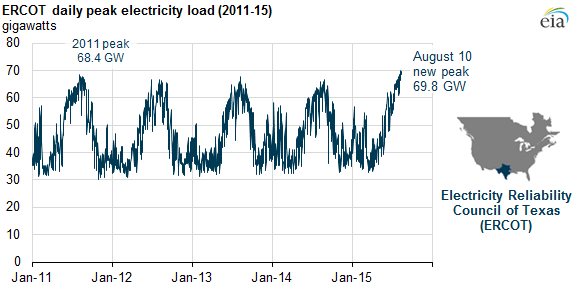 ERCOT daily peak electricity load (2011-15)
gigawatts
eia
80
70
60
50
40
30
20
10
0
2011 peak
68.4 GW
August 10
new peak
69.8 GW
Jan-11
Jan-12
Jan-13
Jan-14
Jan-15
Electricity Reliability
Council of Texas
(ERCOT)